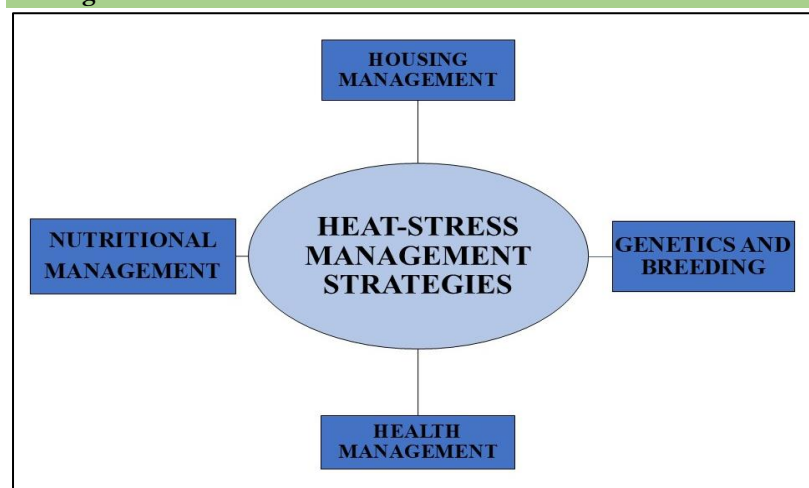 HOUSING
MANAGEMENT
NUTRITIONAL
MANAGEMENT
HEAT-STRESS
MANAGEMENT
STRATEGIES
GENETICS AND
BREEDING
HEALTH
MANAGEMENT